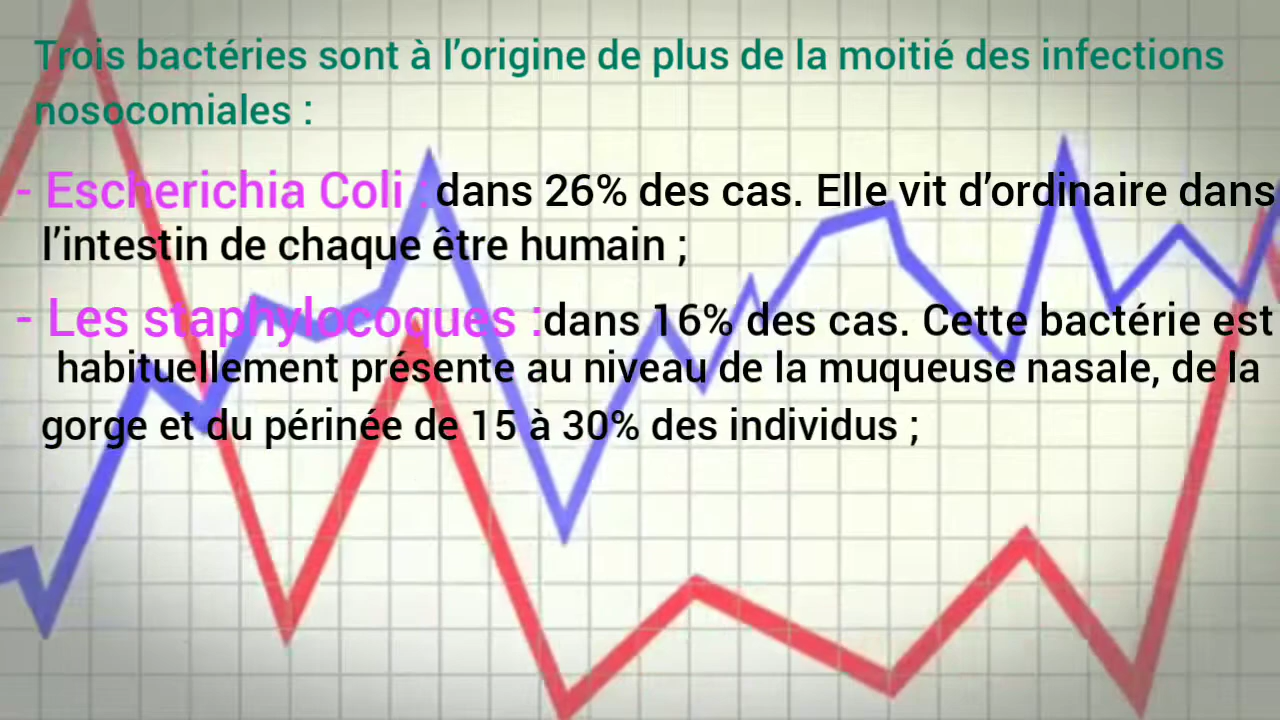 Trois bactéries sont à l’origine de plus de la moitié des infections
nosocomiales :
- Escherichia Coli : dans 26% des cas. Elle vit d’ordinaire dans
l’intestin de chaque être humain ;
- Les staphylocoques : dans 16% des cas. Cette bactérie est
habituellement présente au niveau de la muqueuse nasale, de la
gorge et du périnée de 15 à 30% des individus ;